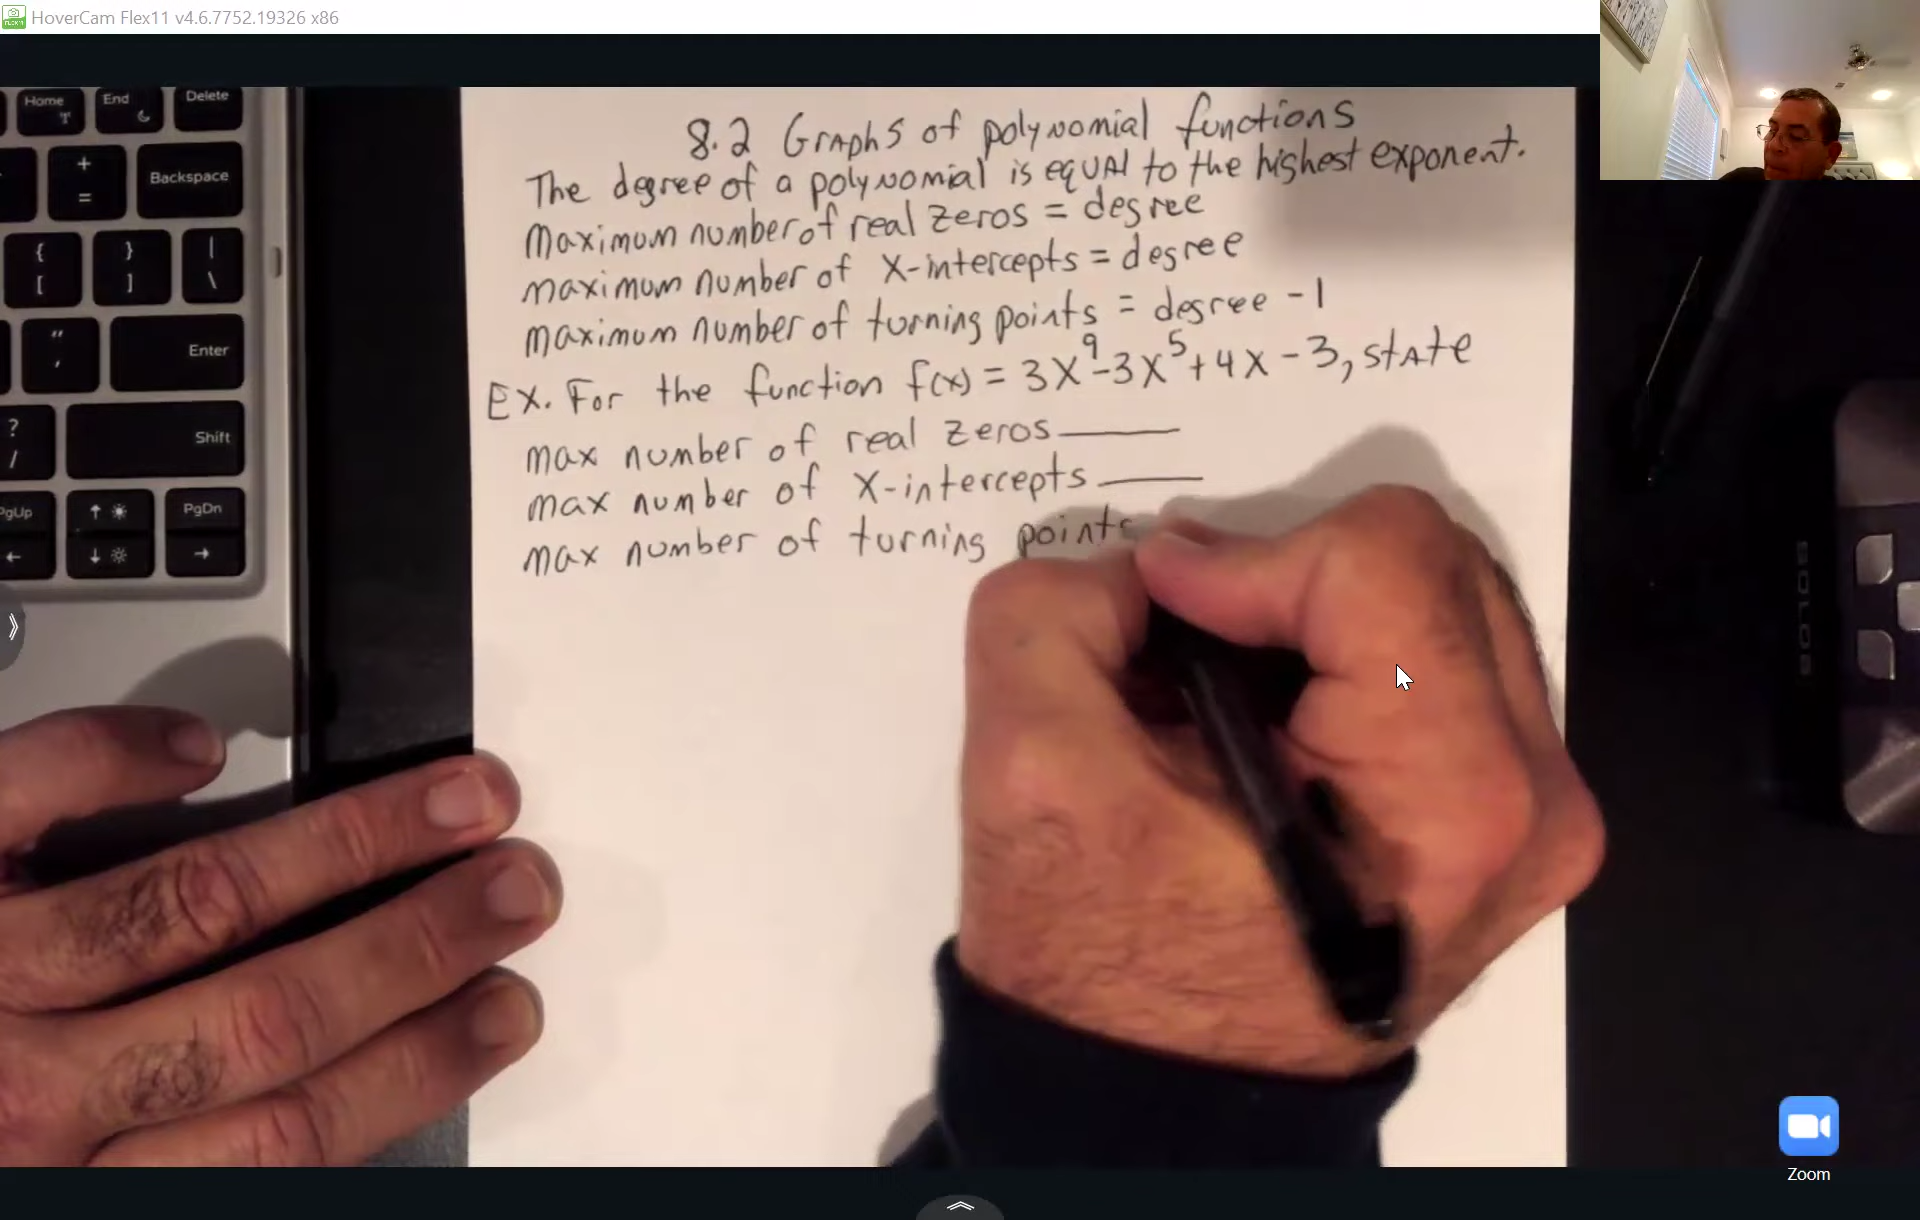 HoverCam Flex11 v4.6.7752.19326 x86
Home End Delete
+ = Backspace
{ [ } ] | \
" ' Enter
? / Shift
PgUp PgDn
8.2 Graphs of polynomial functions
The degree of a polynomial is equal to the highest exponent.
Maximum number of real zeros = degree
maximum number of x-intercepts = degree
maximum number of turning points = degree -1
Ex. For the function f(x) = 3x⁹-3x⁵+4x-3, state
max number of real zeros
max number of x-intercepts
max number of turning points
Zoom